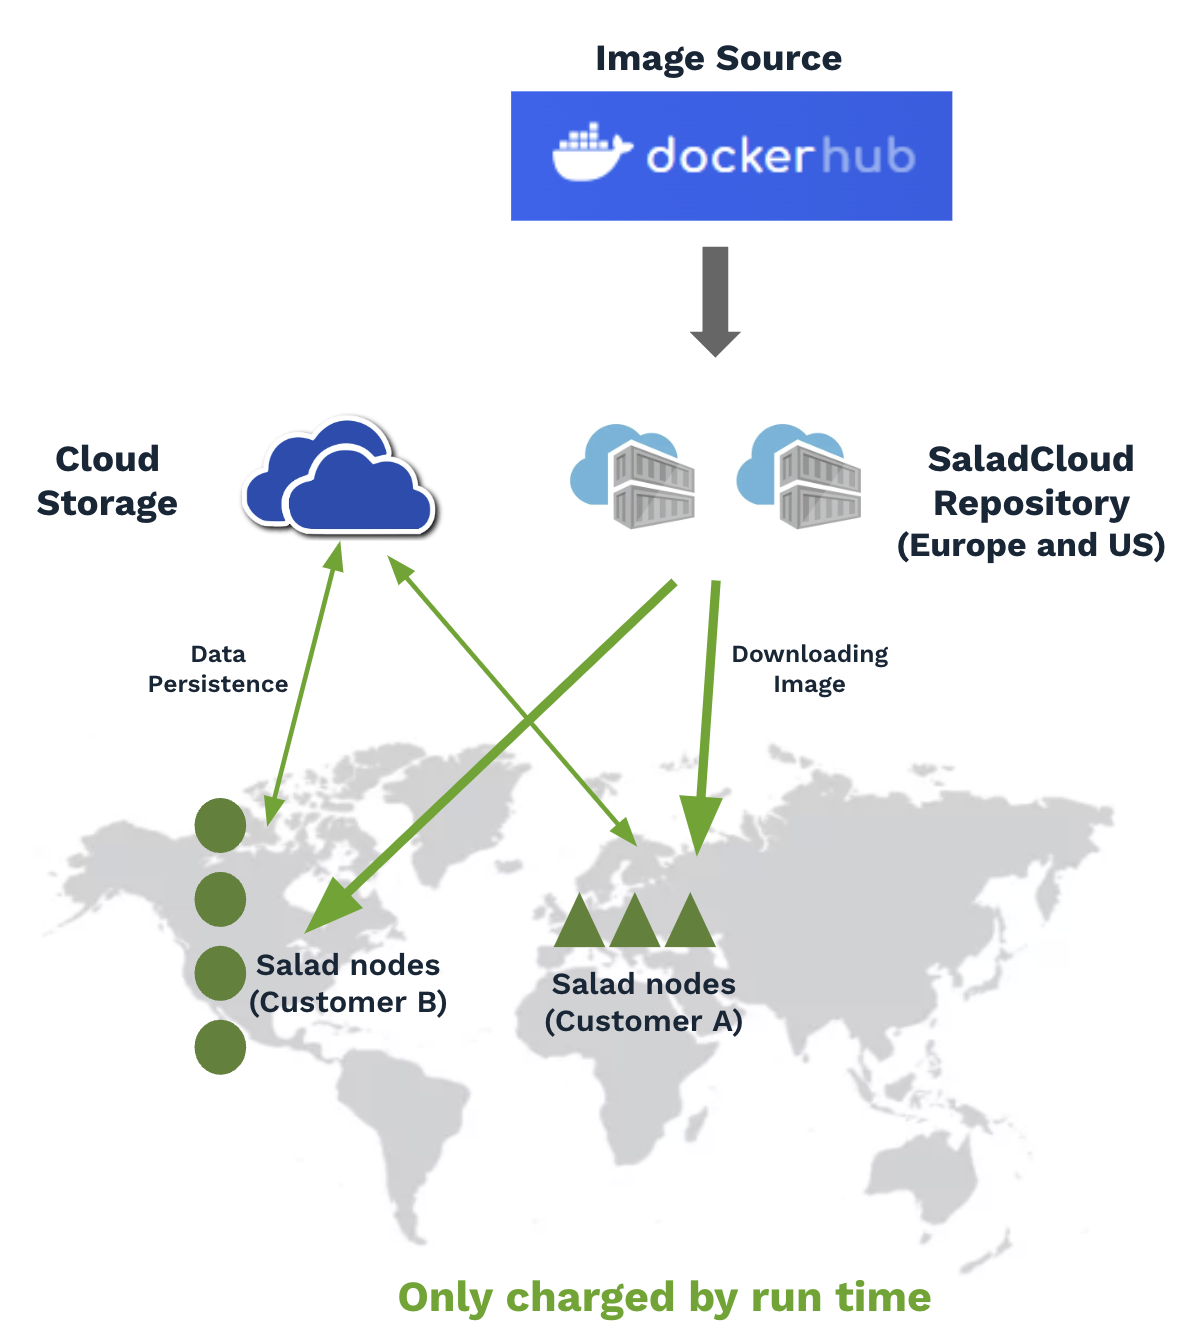 Image Source
docker hub
Cloud
Storage
SaladCloud
Repository
(Europe and US)
Data
Persistence
Downloading
Image
Salad nodes
(Customer B)
Salad nodes
(Customer A)
Only charged by run time